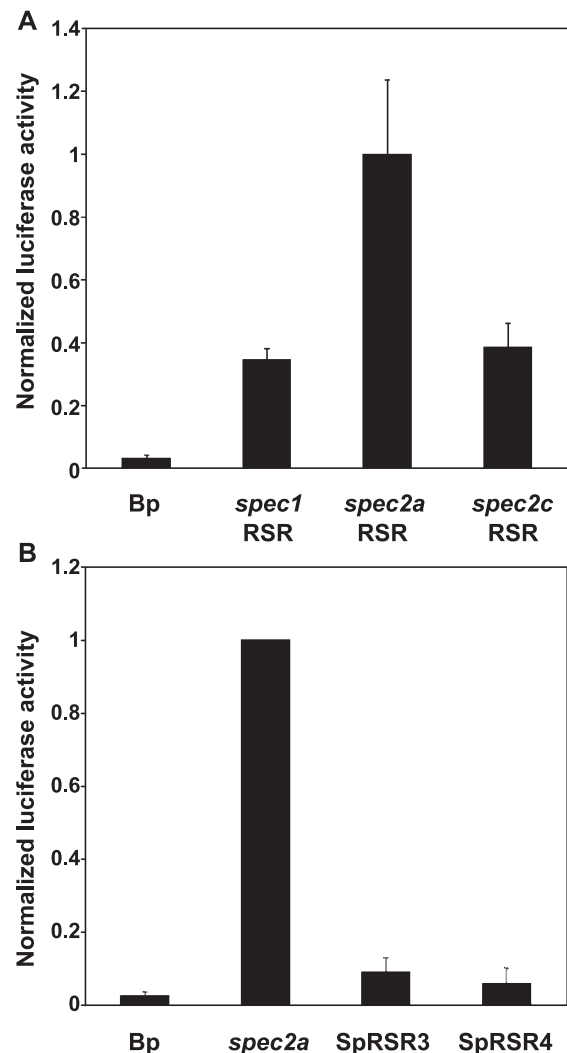 A
Normalized luciferase activity
1.4
1.2
1
0.8
0.6
0.4
0.2
0
Bp
spec1
RSR
spec2a
RSR
spec2c
RSR
B
Normalized luciferase activity
1.2
1
0.8
0.6
0.4
0.2
0
Bp
spec2a
SpRSR3
SpRSR4